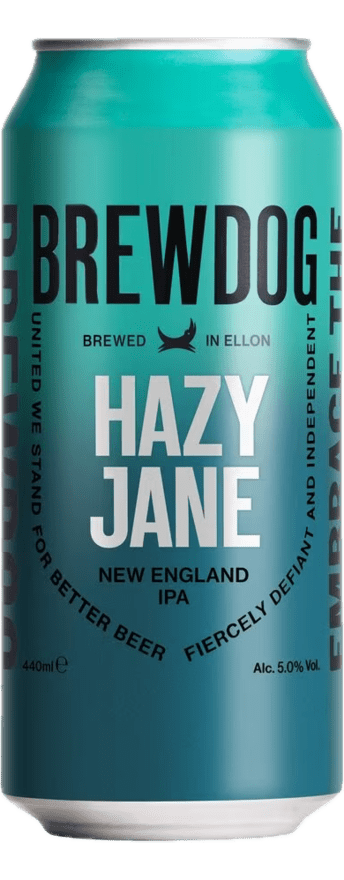 BREWDOG
BREWED IN ELLON
HAZY
JANE
NEW ENGLAND
IPA
UNITED WE STAND FOR BETTER BEER
FIERCELY DEFIANT AND INDEPENDENT
440ml℮
Alc. 5.0% Vol.
BREWDOG
EMBRACE THE